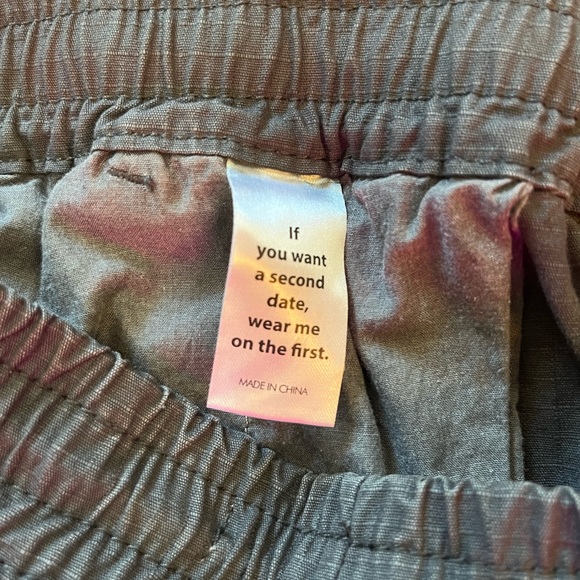 If
you want
a second
date,
wear me
on the first.
MADE IN CHINA